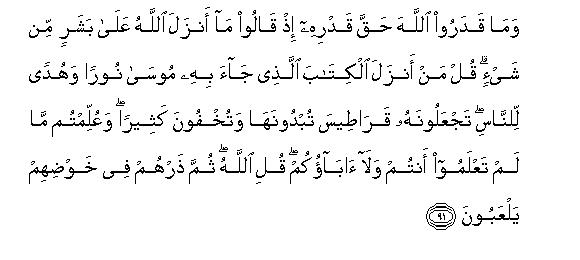 وَمَا قَدَرُوا۟ ٱللَّهَ حَقَّ قَدْرِهِۦٓ إِذْ قَالُوا۟ مَآ أَنزَلَ ٱللَّهُ عَلَىٰ بَشَرٍۢ مِّن
شَىْءٍۢ ۗ قُلْ مَنْ أَنزَلَ ٱلْكِتَـٰبَ ٱلَّذِى جَآءَ بِهِۦ مُوسَىٰ نُورًۭا وَهُدًۭى
لِّلنَّاسِ ۖ تَجْعَلُونَهُۥ قَرَاطِيسَ تُبْدُونَهَا وَتُخْفُونَ كَثِيرًۭا ۖ وَعُلِّمْتُم مَّا
لَمْ تَعْلَمُوٓا۟ أَنتُمْ وَلَآ ءَابَآؤُكُمْ ۖ قُلِ ٱللَّهُ ۖ ثُمَّ ذَرْهُمْ فِى خَوْضِهِمْ
يَلْعَبُونَ ﴿٩١﴾